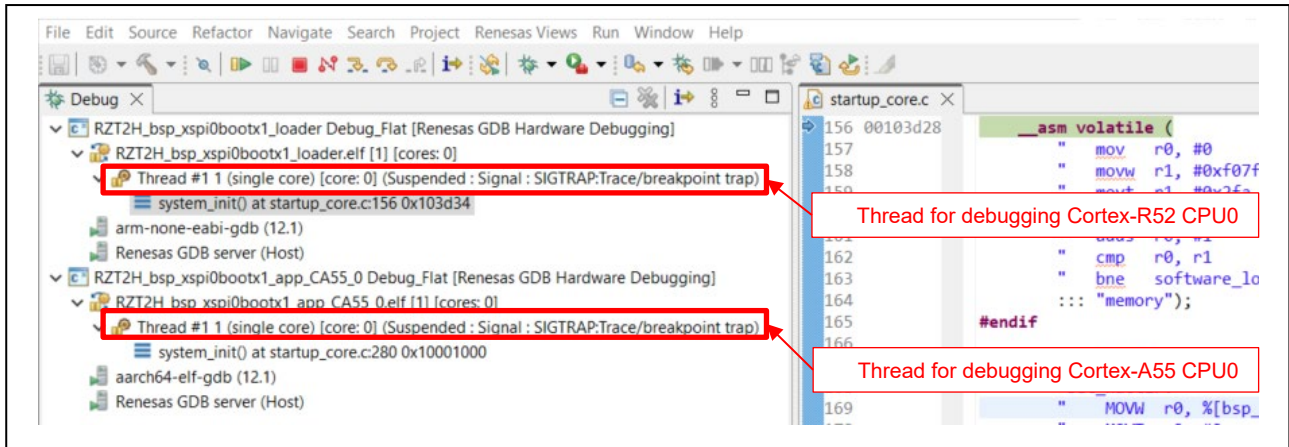 File Edit Source Refactor Navigate Search Project Renesas Views Run Window Help
Debug
RZT2H_bsp_xspi0bootx1_loader Debug_Flat [Renesas GDB Hardware Debugging]
RZT2H_bsp_xspi0bootx1_loader.elf [1] [cores: 0]
Thread #1 1 (single core) [core: 0] (Suspended : Signal : SIGTRAP:Trace/breakpoint trap)
system_init() at startup_core.c:156 0x103d34
arm-none-eabi-gdb (12.1)
Renesas GDB server (Host)
RZT2H_bsp_xspi0bootx1_app_CA55_0 Debug_Flat [Renesas GDB Hardware Debugging]
RZT2H_bsp_xspi0bootx1_app_CA55_0.elf [1] [cores: 0]
Thread #1 1 (single core) [core: 0] (Suspended : Signal : SIGTRAP:Trace/breakpoint trap)
system_init() at startup_core.c:280 0x10001000
aarch64-elf-gdb (12.1)
Renesas GDB server (Host)
startup_core.c
156 00103d28 __asm volatile (
157 " mov r0, #0
158 " movw r1, #0xf07f
159 " movt r1, #0x2fa
Thread for debugging Cortex-R52 CPU0
162 " cmp r0, r1
163 " bne software_lo
164 ::: "memory");
165 #endif
166
Thread for debugging Cortex-A55 CPU0
169 " MOVW r0, %[bsp_